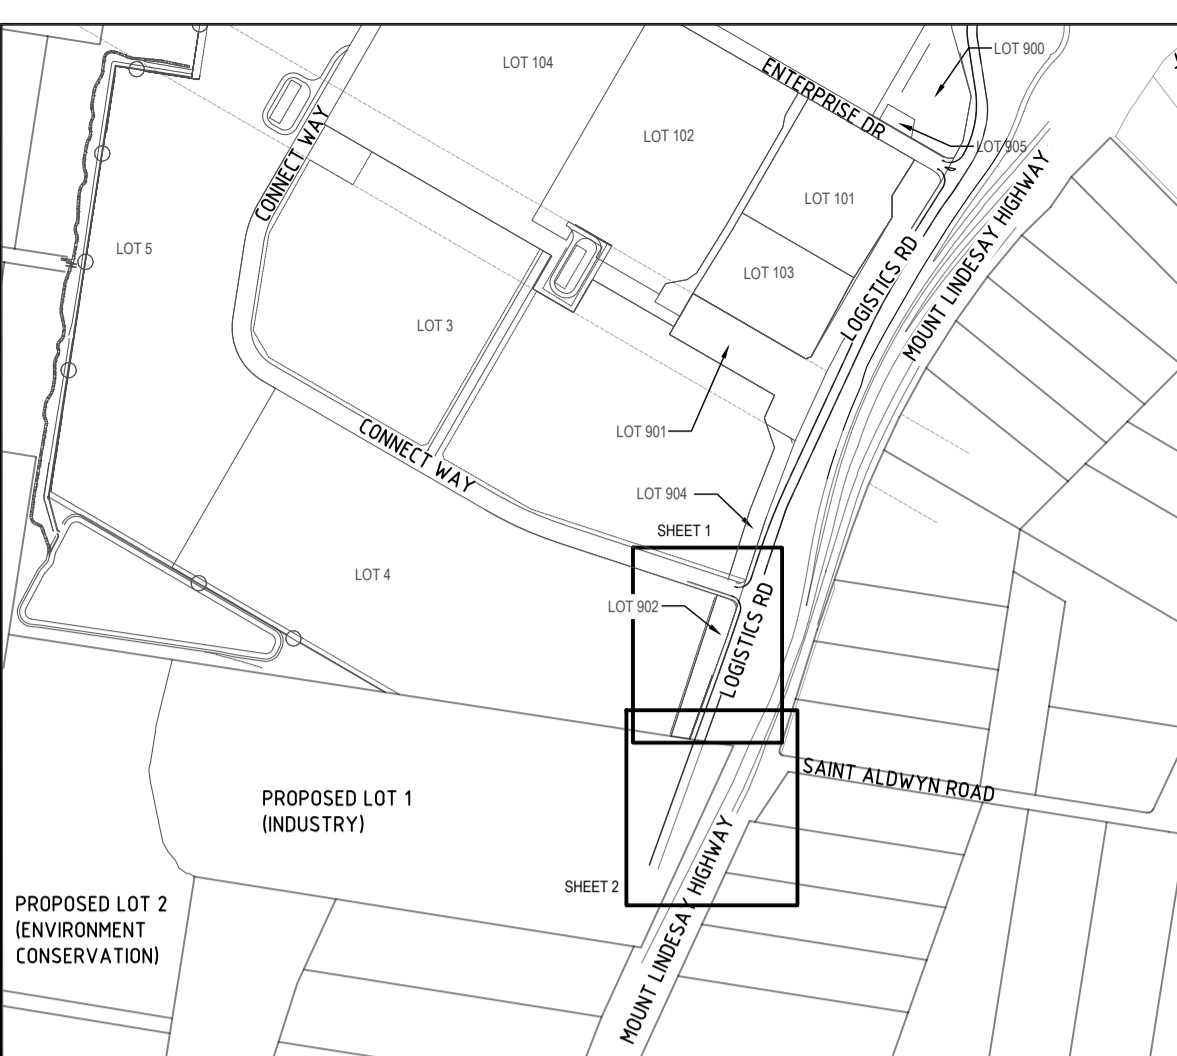 LOT 900
LOT 104
ENTERPRISE DR
LOT 102
LOT 905
CONNECT WAY
LOT 101
MOUNT LINDESAY HIGHWAY
LOT 5
LOGISTICS RD
LOT 103
LOT 3
LOT 901
CONNECT WAY
LOT 904
SHEET 1
LOT 4
LOT 902
LOGISTICS RD
SAINT ALDWYN ROAD
PROPOSED LOT 1
(INDUSTRY)
SHEET 2
MOUNT LINDESAY HIGHWAY
PROPOSED LOT 2
(ENVIRONMENT
CONSERVATION)